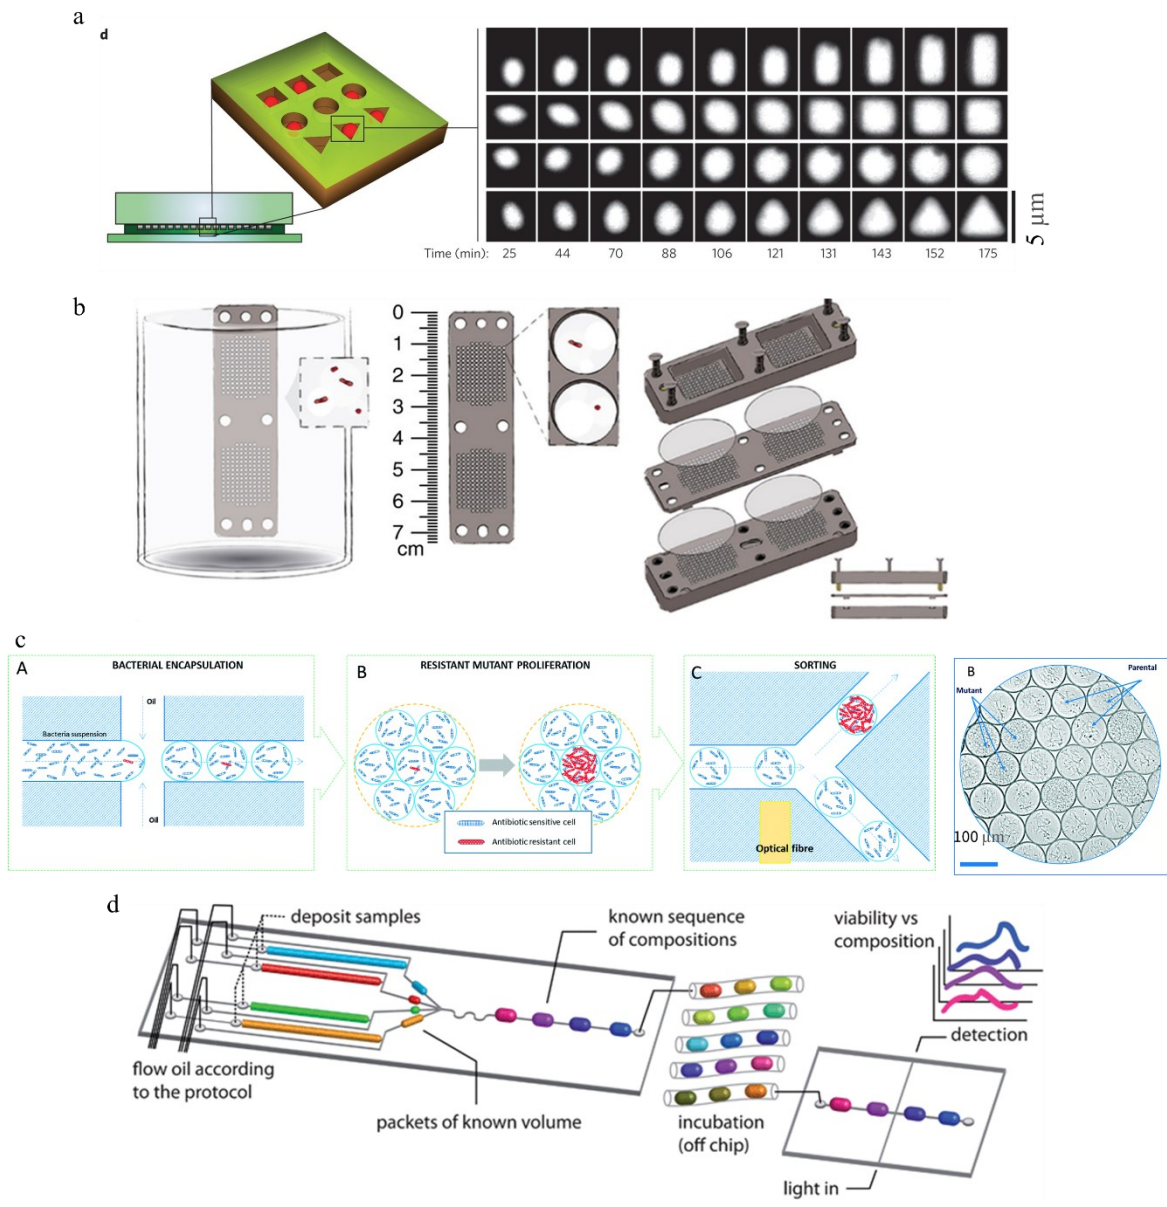 a
d
5 μm
Time (min): 25 44 70 88 106 121 131 143 152 175
b
0
1
2
3
4
5
6
7
cm
c
A
BACTERIAL ENCAPSULATION
Oil
Bacteria suspension
Oil
B
RESISTANT MUTANT PROLIFERATION
Antibiotic sensitive cell
Antibiotic resistant cell
C
SORTING
Optical fibre
B
Parental
Mutant
100 μm
d
deposit samples
known sequence
of compositions
viability vs
composition
flow oil according
to the protocol
packets of known volume
incubation
(off chip)
detection
light in